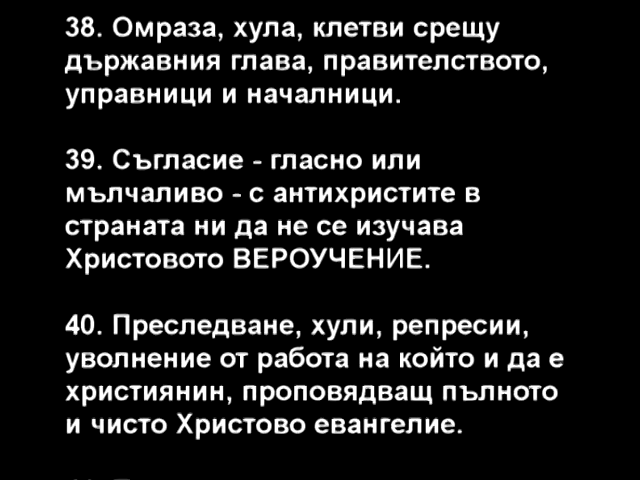 38. Омраза, хула, клетви срещу
държавния глава, правителството,
управници и началници.
39. Съгласие - гласно или
мълчаливо - с антихристите в
страната ни да не се изучава
Христовото ВЕРОУЧЕНИЕ.
40. Преследване, хули, репресии,
уволнение от работа на който и да е
християнин, проповядващ пълното
и чисто Христово евангелие.